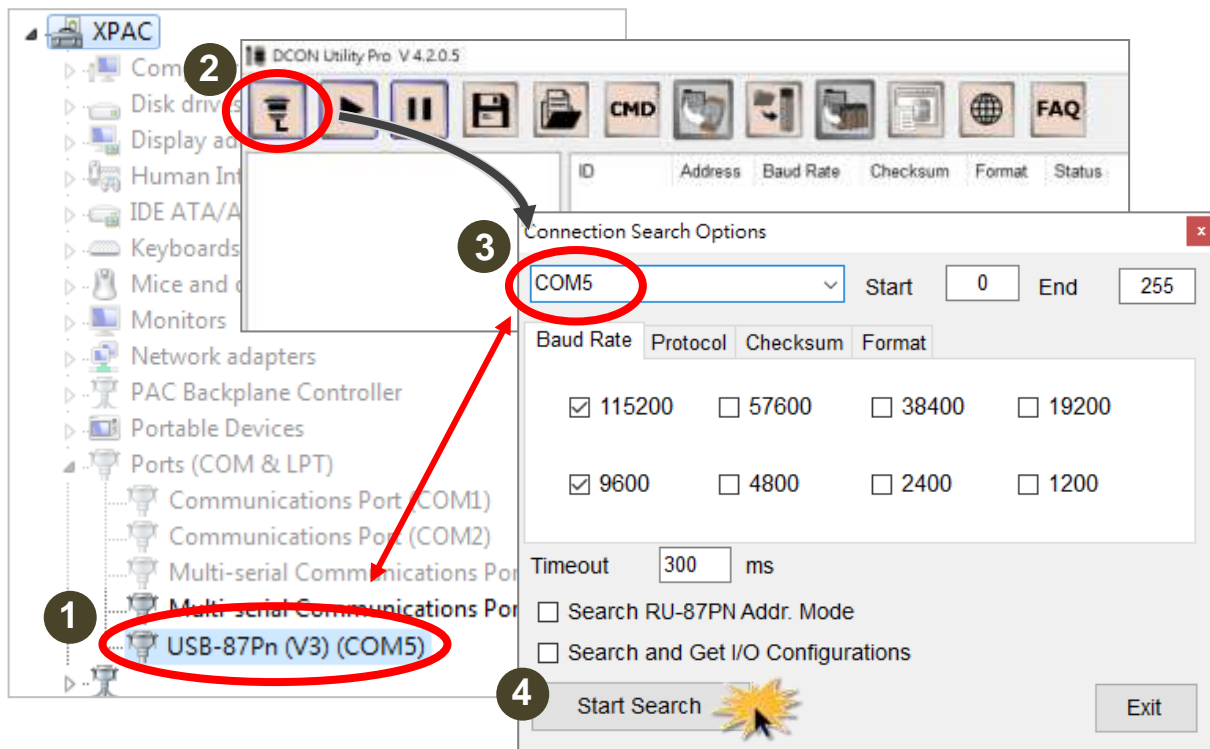 XPAC
Com
Disk drives
Display ad
Human Int
IDE ATA/A
Keyboards
Mice and
Monitors
Network adapters
PAC Backplane Controller
Portable Devices
Ports (COM & LPT)
Communications Port (COM1)
Communications Port (COM2)
Multi-serial Communications Por
Multi-serial Communications Por
1
USB-87Pn (V3) (COM5)
2
DCON Utility Pro V 4.2.0.5
CMD
FAQ
ID Address Baud Rate Checksum Format Status
3
Connection Search Options
x
COM5 Start 0 End 255
Baud Rate Protocol Checksum Format
115200 57600 38400 19200
9600 4800 2400 1200
Timeout 300 ms
Search RU-87PN Addr. Mode
Search and Get I/O Configurations
4
Start Search Exit